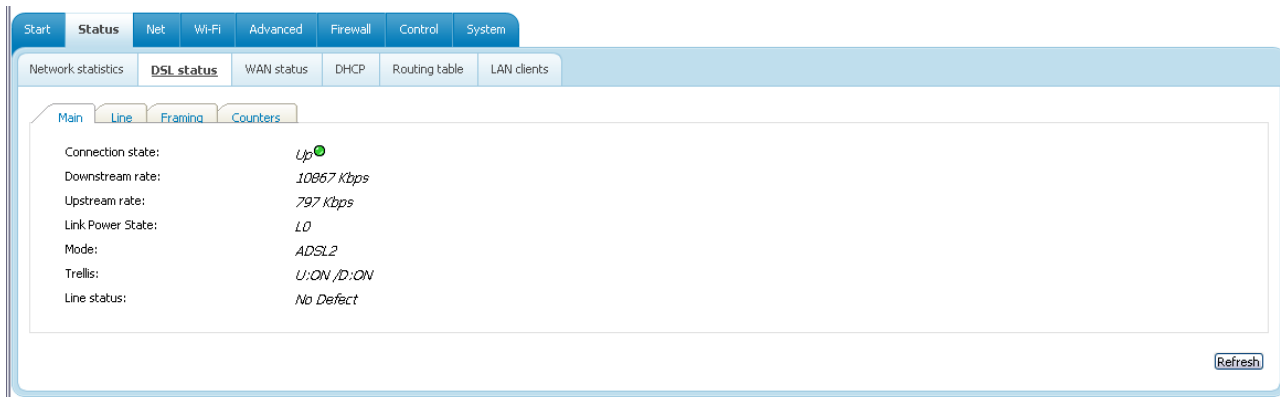 Start Status Net Wi-Fi Advanced Firewall Control System
Network statistics DSL status WAN status DHCP Routing table LAN clients
Main Line Framing Counters
Connection state: Up
Downstream rate: 10867 Kbps
Upstream rate: 797 Kbps
Link Power State: L0
Mode: ADSL2
Trellis: U:ON /D:ON
Line status: No Defect
Refresh